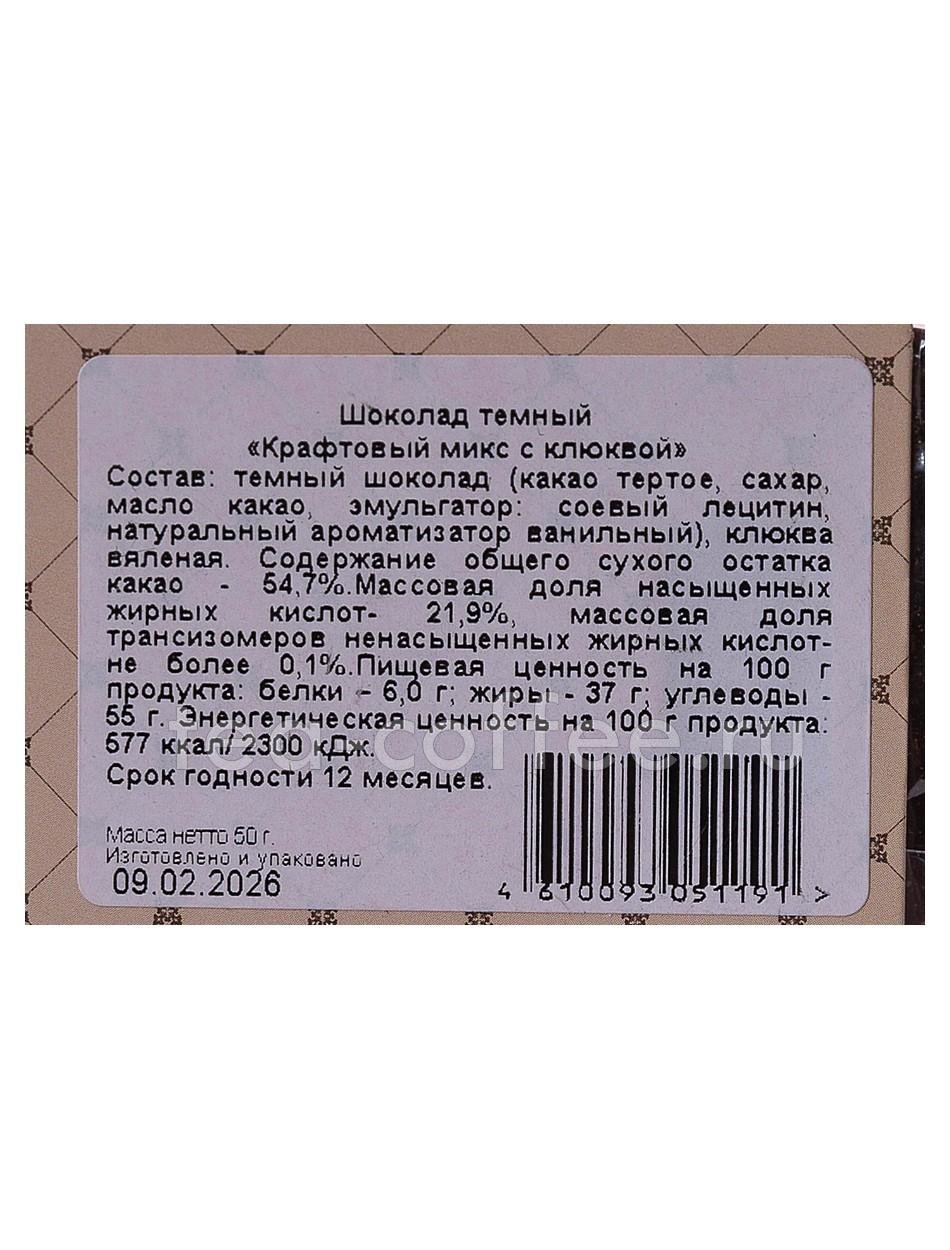 Шоколад темный
«Крафтовый микс с клюквой»
Состав: темный шоколад (какао тертое, сахар,
масло какао, эмульгатор: соевый лецитин,
натуральный ароматизатор ванильный), клюква
вяленая. Содержание общего сухого остатка
какао - 54,7%.Массовая доля насыщенных
жирных кислот- 21,9%, массовая доля
трансизомеров ненасыщенных жирных кислот-
не более 0,1%.Пищевая ценность на 100 г
продукта: белки - 6,0 г; жиры - 37 г; углеводы -
55 г. Энергетическая ценность на 100 г продукта:
577 ккал/ 2300 кДж.
tea-coffee.ru
Срок годности 12 месяцев.
Масса нетто 50 г.
Изготовлено и упаковано
09.02.2026
4 610093 051191 >